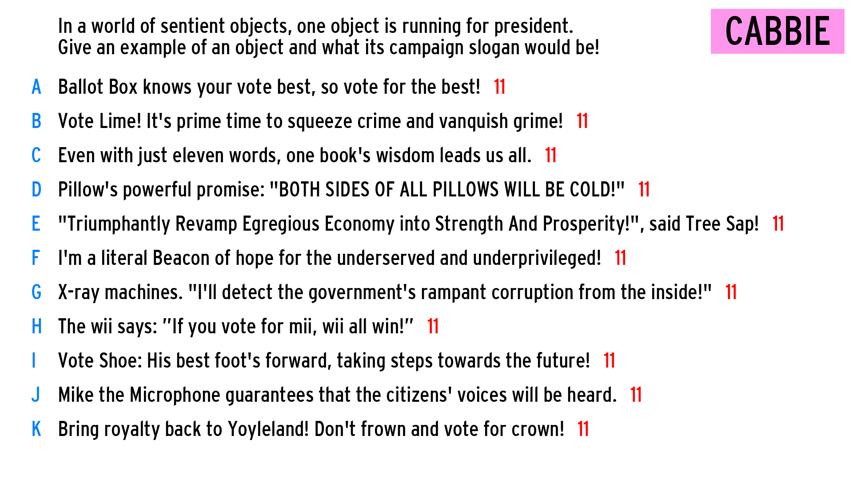 In a world of sentient objects, one object is running for president.
Give an example of an object and what its campaign slogan would be!
CABBIE
A Ballot Box knows your vote best, so vote for the best! 11
B Vote Lime! It's prime time to squeeze crime and vanquish grime! 11
C Even with just eleven words, one book's wisdom leads us all. 11
D Pillow's powerful promise: "BOTH SIDES OF ALL PILLOWS WILL BE COLD!" 11
E "Triumphantly Revamp Egregious Economy into Strength And Prosperity!", said Tree Sap! 11
F I'm a literal Beacon of hope for the underserved and underprivileged! 11
G X-ray machines. "I'll detect the government's rampant corruption from the inside!" 11
H The wii says: ”If you vote for mii, wii all win!” 11
I Vote Shoe: His best foot's forward, taking steps towards the future! 11
J Mike the Microphone guarantees that the citizens' voices will be heard. 11
K Bring royalty back to Yoyleland! Don't frown and vote for crown! 11